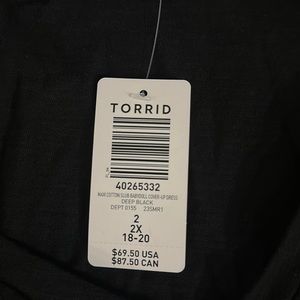 TORRID
40265332
MAXI COTTON SLUB BABYDOLL COVER-UP DRESS
DEEP BLACK
DEPT 0155 23SMR1
2
2X
18-20
$69.50 USA
$87.50 CAN